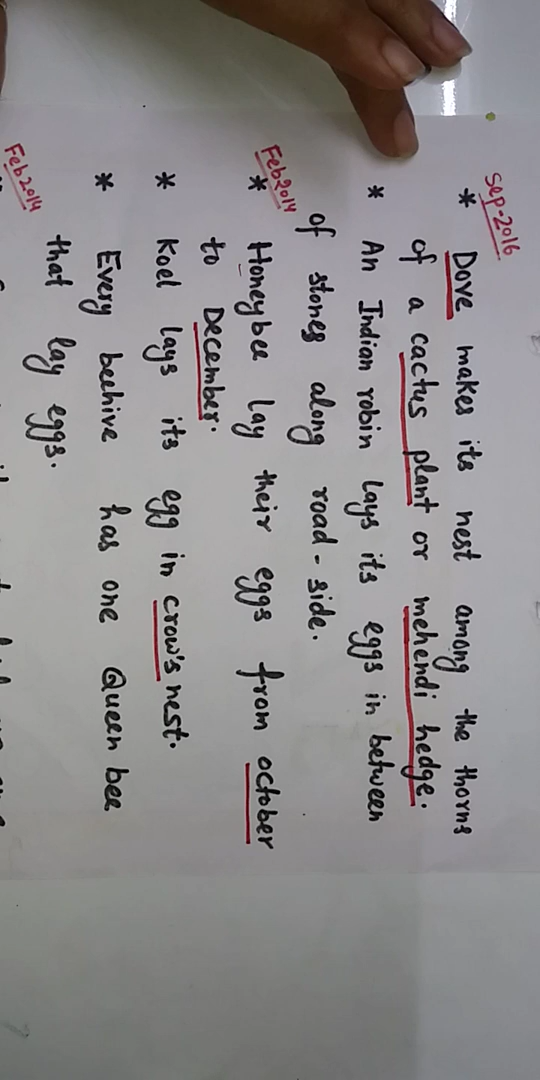 Sep-2016
* Dove makes its nest among the thorns
of a cactus plant or mehendi hedge.
* An Indian robin lays its eggs in between
of stones along road-side.
Feb2014
* Honeybee lay their eggs from october
to December.
* Koel lays its egg in crow's nest.
* Every beehive has one Queen bee
that lay eggs.
Feb2014